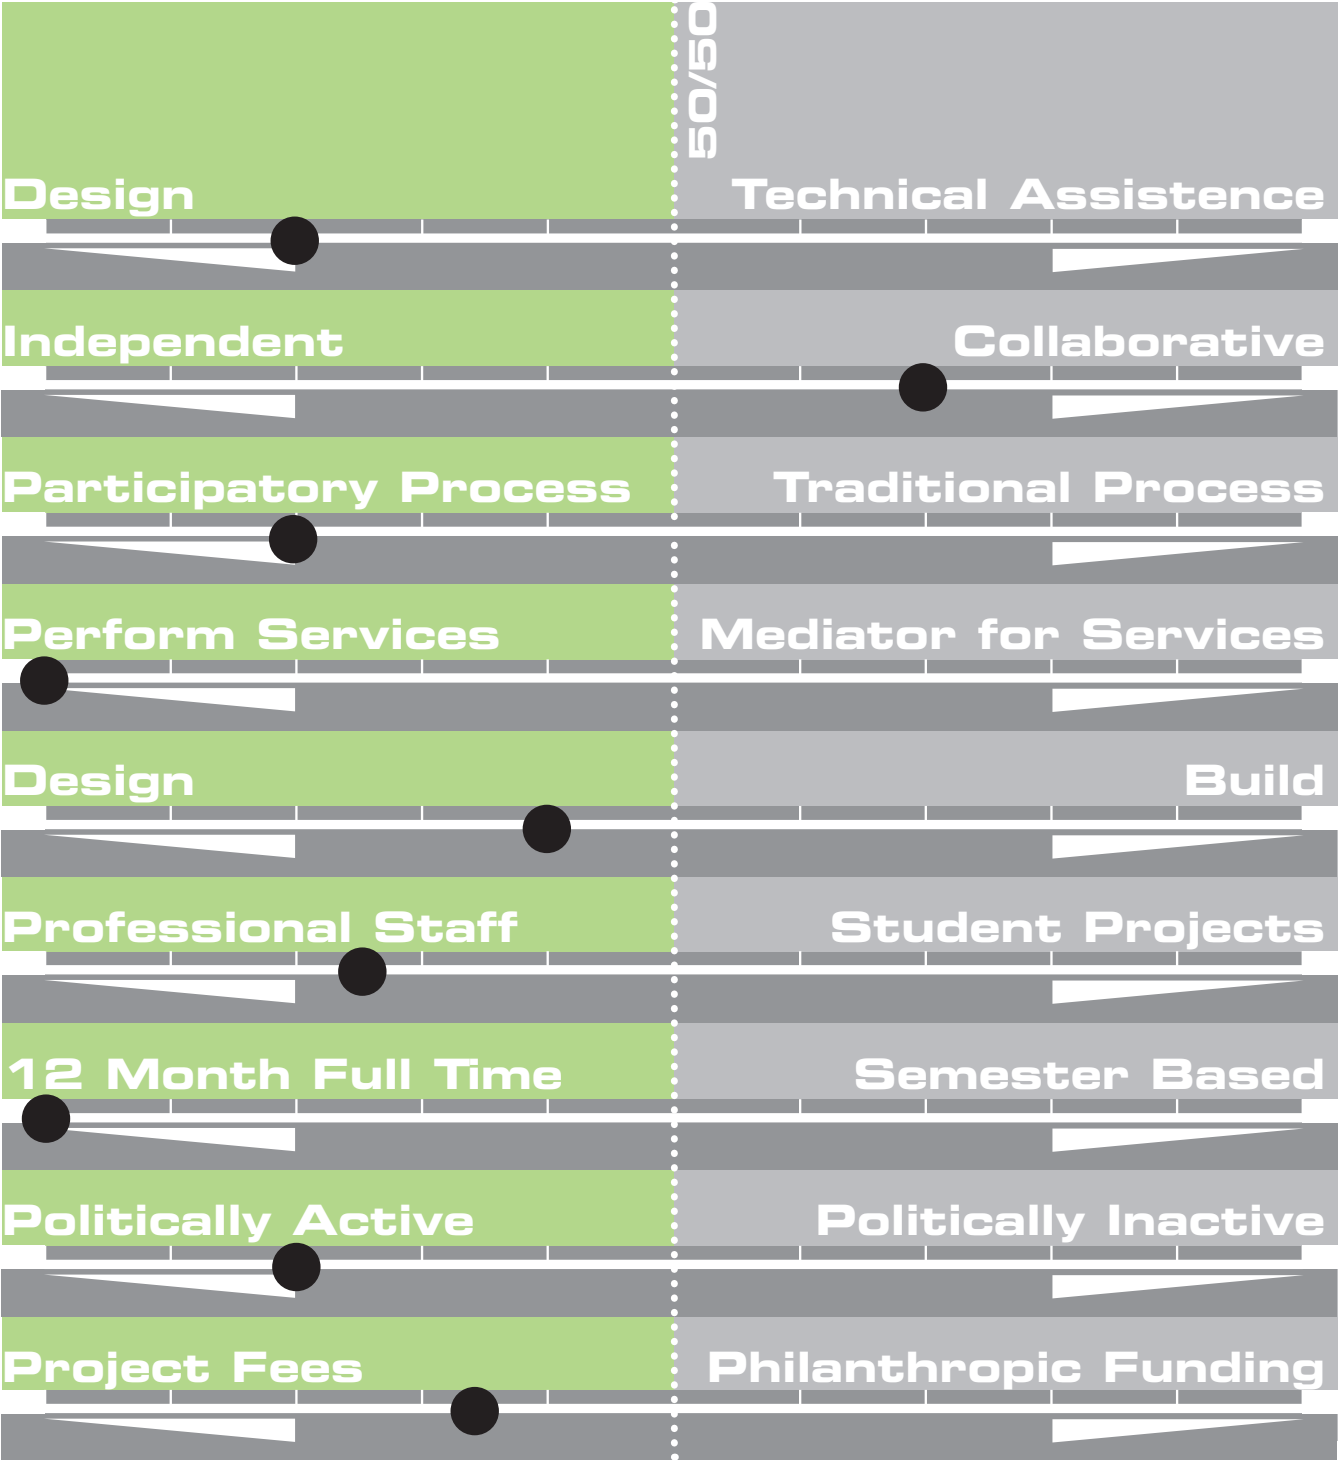 50/50
Design Technical Assistence
Independent Collaborative
Participatory Process Traditional Process
Perform Services Mediator for Services
Design Build
Professional Staff Student Projects
12 Month Full Time Semester Based
Politically Active Politically Inactive
Project Fees Philanthropic Funding